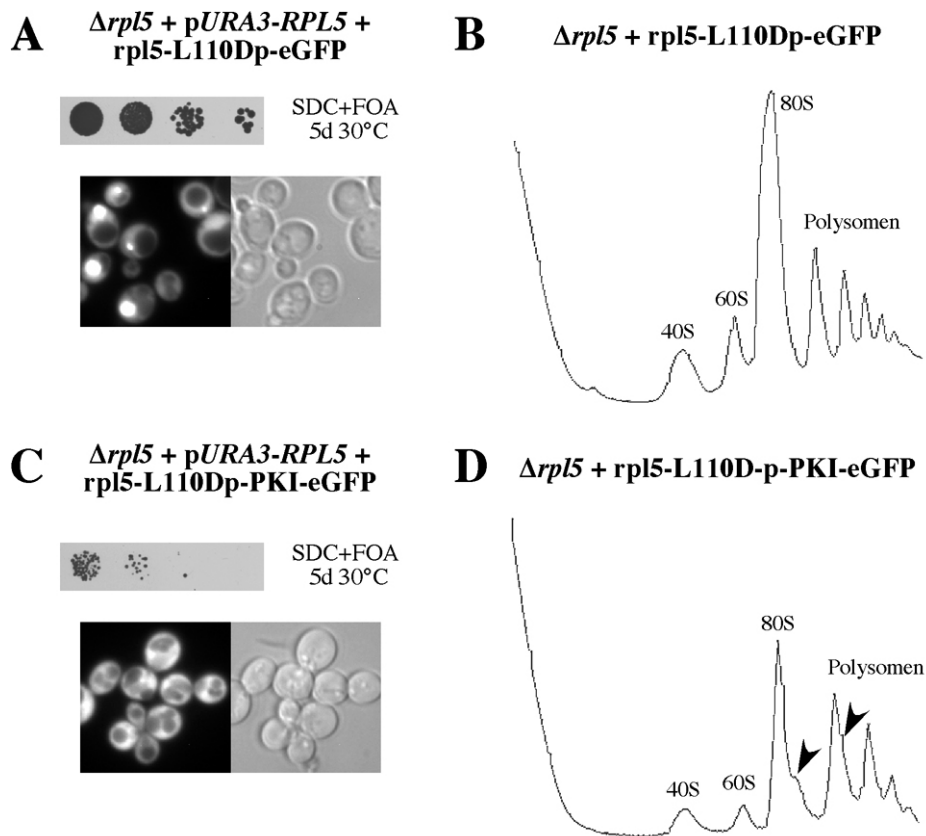 A
Δrpl5 + pURA3-RPL5 +
rpl5-L110Dp-eGFP
SDC+FOA
5d 30°C
B
Δrpl5 + rpl5-L110Dp-eGFP
80S
Polysomen
60S
40S
C
Δrpl5 + pURA3-RPL5 +
rpl5-L110Dp-PKI-eGFP
SDC+FOA
5d 30°C
D
Δrpl5 + rpl5-L110D-p-PKI-eGFP
80S
Polysomen
40S
60S